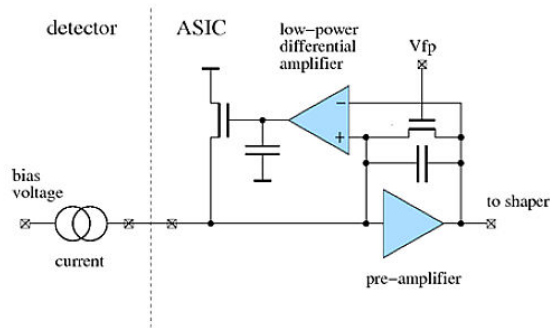 detector
ASIC
low-power
differential
amplifier
Vfp
-
+
bias
voltage
to shaper
current
pre-amplifier